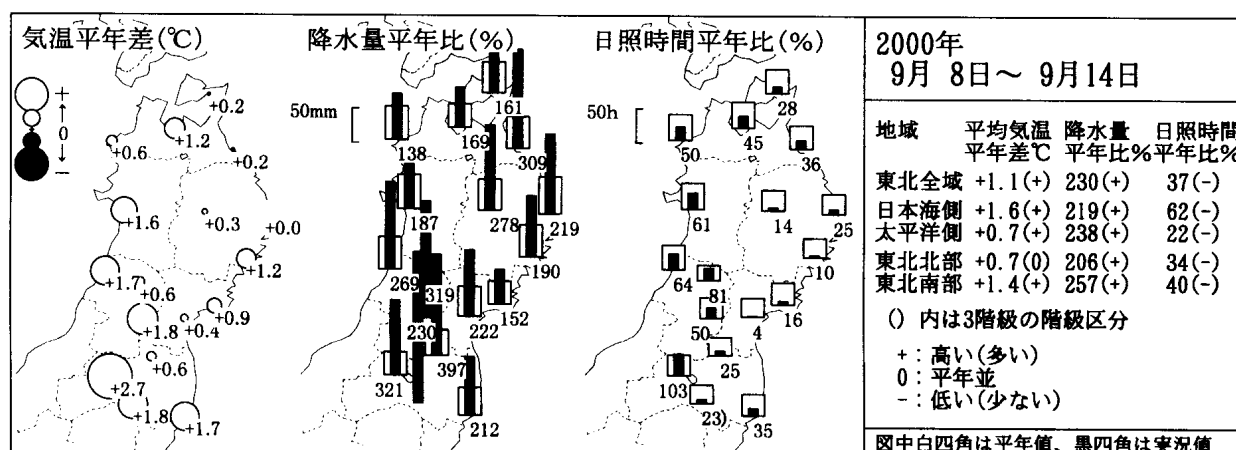 気温平年差(℃)
+0.2
+1.2
+0.6
+0.2
+1.6
+0.3
+0.0
+1.2
+1.7
+0.6
+0.9
+1.8
+0.4
+0.6
+2.7
+1.8
+1.7
+
↑
0
↓
-
降水量平年比(%)
50mm
161
138
169
309
187
278
219
190
269
319
152
230
222
397
321
212
日照時間平年比(%)
50h
28
45
50
36
61
14
25
10
64
81
16
50
4
25
103
23)
35
2000年
9月 8日～ 9月14日
地域 平均気温 降水量 日照時間
平年差℃ 平年比% 平年比%
東北全域 +1.1(+) 230(+) 37(-)
日本海側 +1.6(+) 219(+) 62(-)
太平洋側 +0.7(+) 238(+) 22(-)
東北北部 +0.7(0) 206(+) 34(-)
東北南部 +1.4(+) 257(+) 40(-)
() 内は3階級の階級区分
+：高い(多い)
0：平年並
-：低い(少ない)
図中白四角は平年値、黒四角は実況値